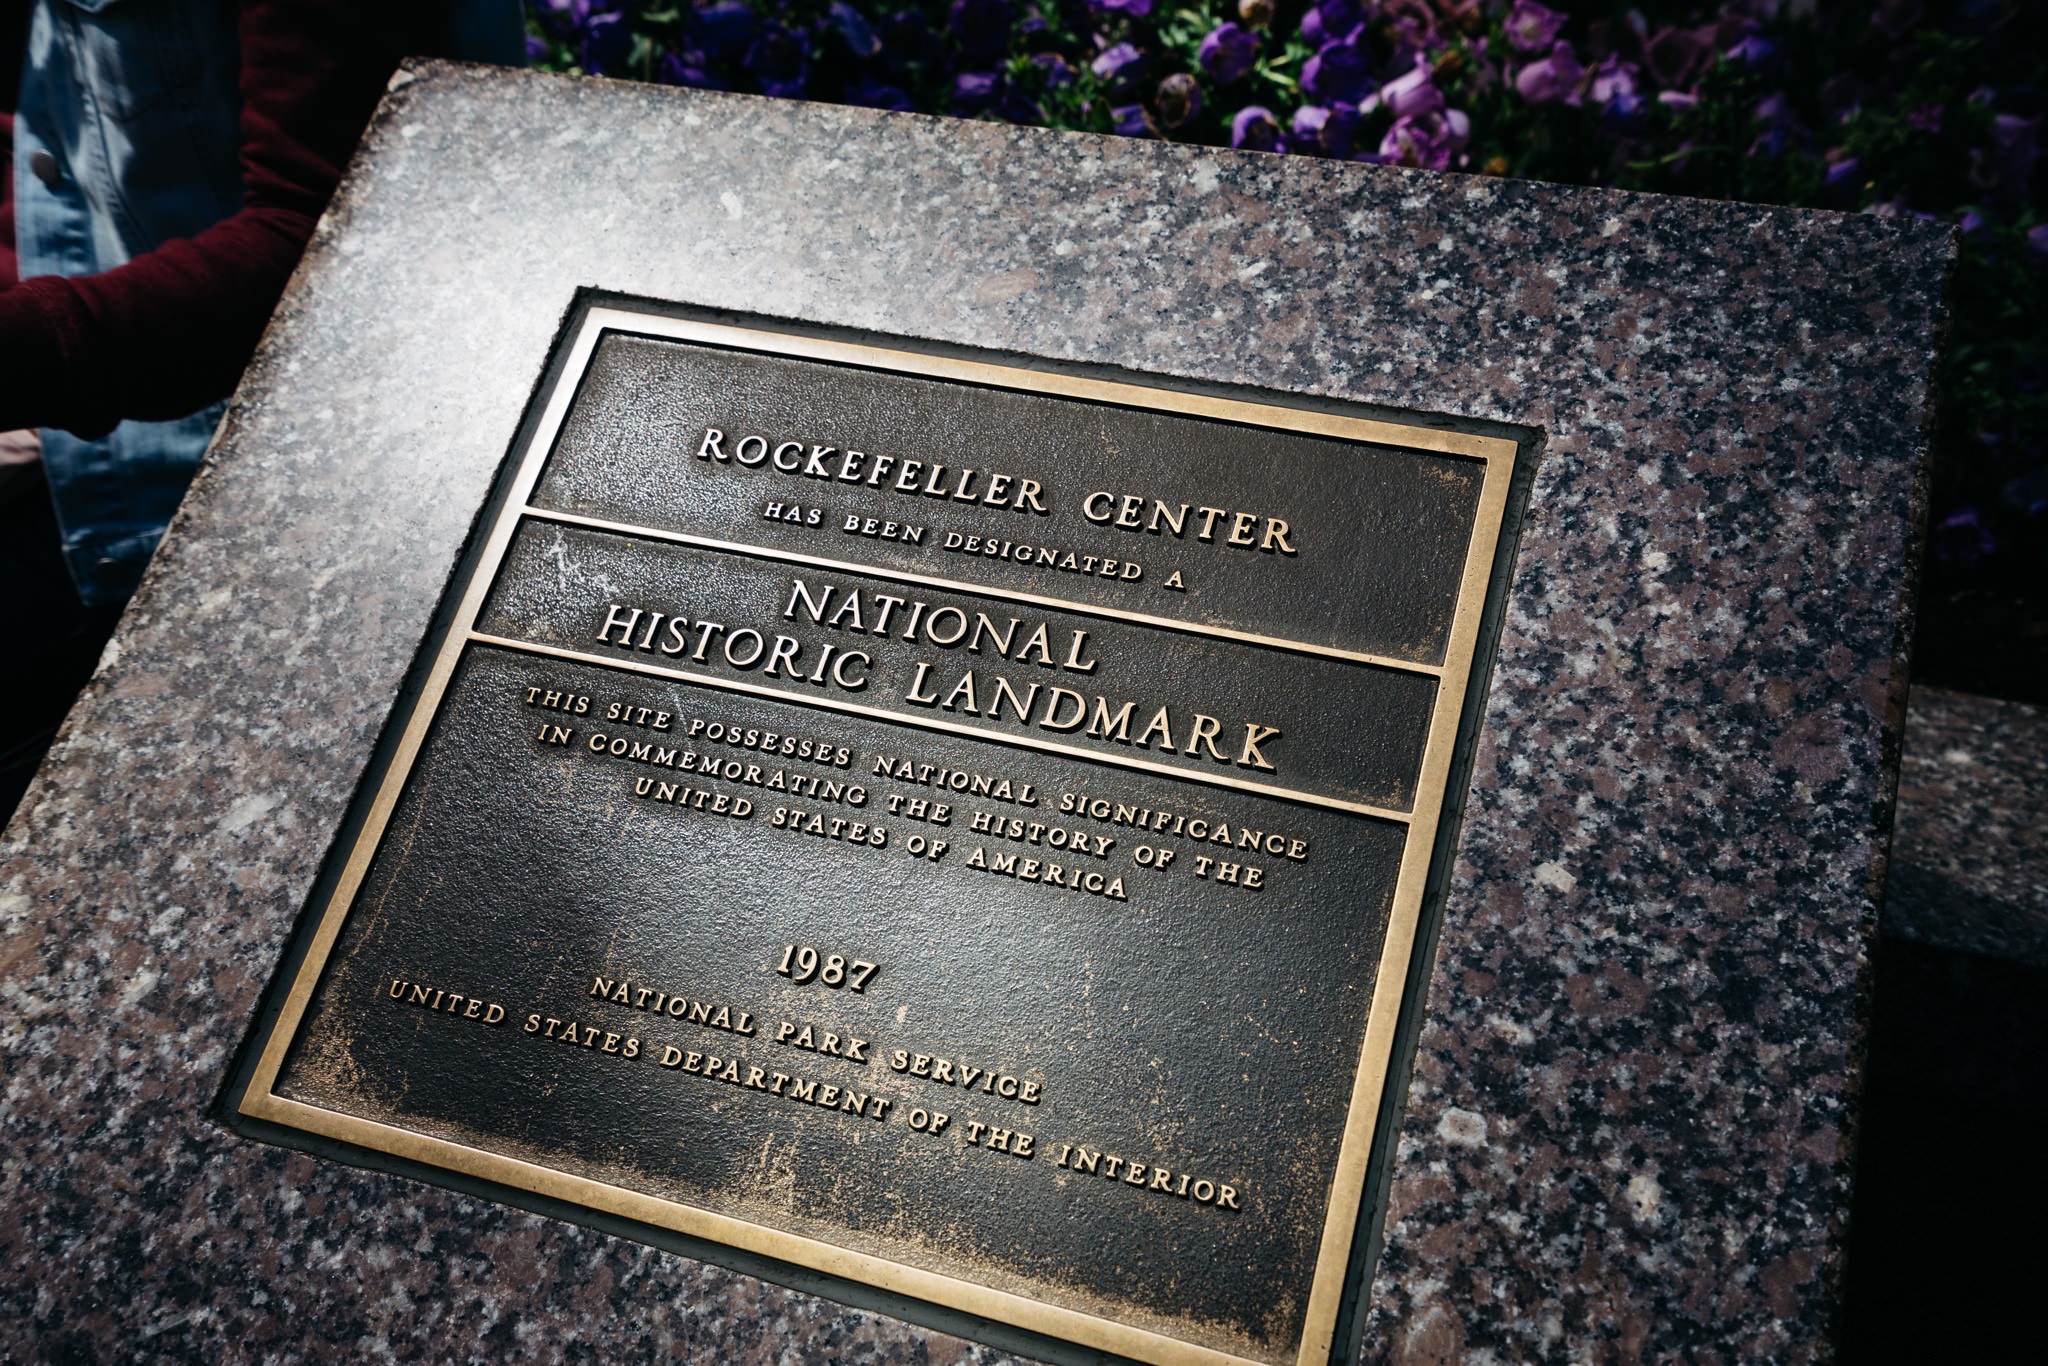 ROCKEFELLER CENTER
HAS BEEN DESIGNATED A
NATIONAL
HISTORIC LANDMARK
THIS SITE POSSESSES NATIONAL SIGNIFICANCE
IN COMMEMORATING THE HISTORY OF THE
UNITED STATES OF AMERICA
1987
NATIONAL PARK SERVICE
UNITED STATES DEPARTMENT OF THE INTERIOR